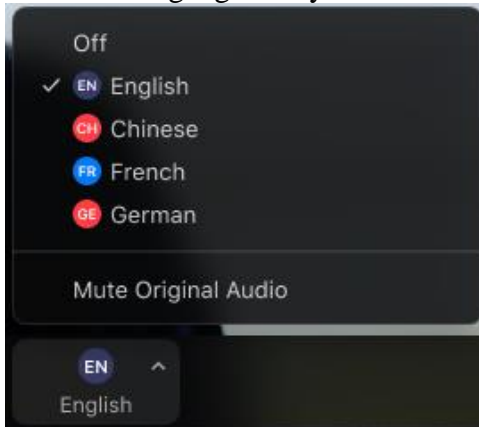 Off
EN English
CH Chinese
FR French
GE German
Mute Original Audio
EN
English